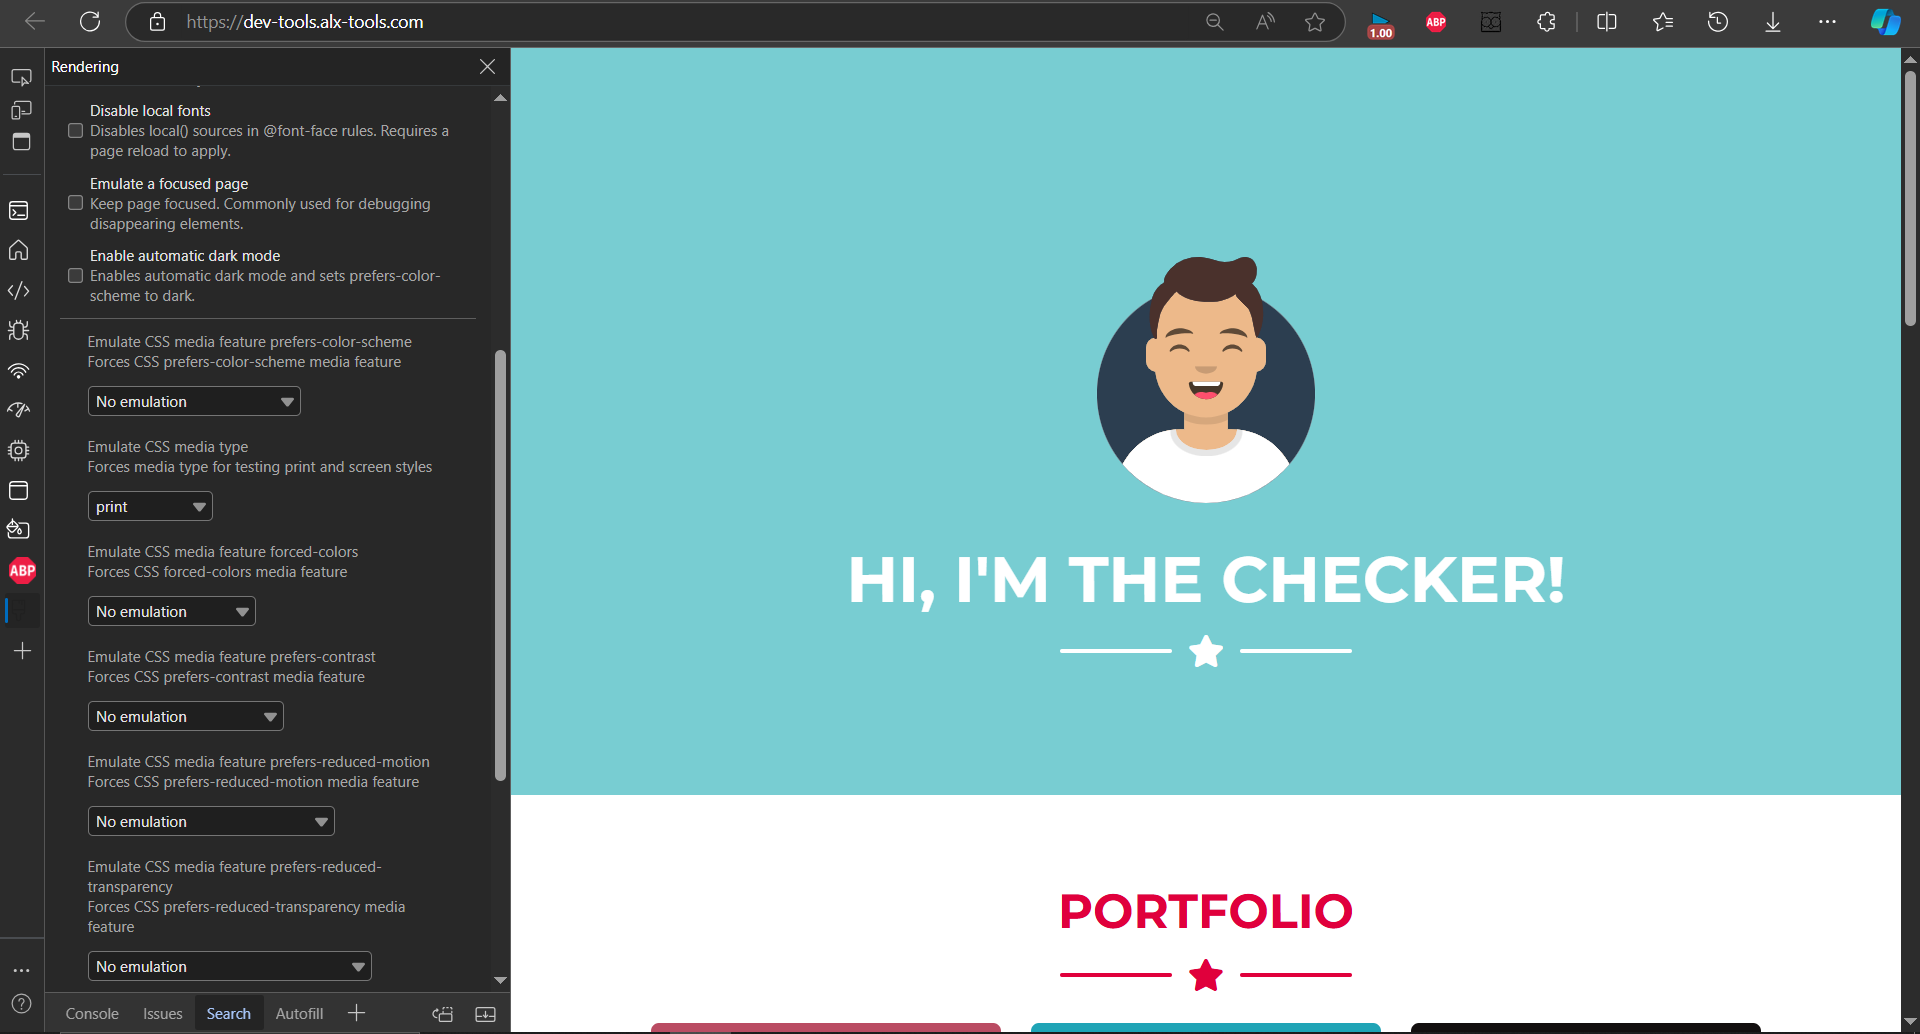 https://dev-tools.alx-tools.com
1.00
ABP
Rendering
Disable local fonts
Disables local() sources in @font-face rules. Requires a
page reload to apply.
Emulate a focused page
Keep page focused. Commonly used for debugging
disappearing elements.
Enable automatic dark mode
Enables automatic dark mode and sets prefers-color-
scheme to dark.
Emulate CSS media feature prefers-color-scheme
Forces CSS prefers-color-scheme media feature
No emulation
Emulate CSS media type
Forces media type for testing print and screen styles
print
Emulate CSS media feature forced-colors
Forces CSS forced-colors media feature
No emulation
Emulate CSS media feature prefers-contrast
Forces CSS prefers-contrast media feature
No emulation
Emulate CSS media feature prefers-reduced-motion
Forces CSS prefers-reduced-motion media feature
No emulation
Emulate CSS media feature prefers-reduced-
transparency
Forces CSS prefers-reduced-transparency media
feature
No emulation
Console Issues Search Autofill
ABP
HI, I'M THE CHECKER!
PORTFOLIO